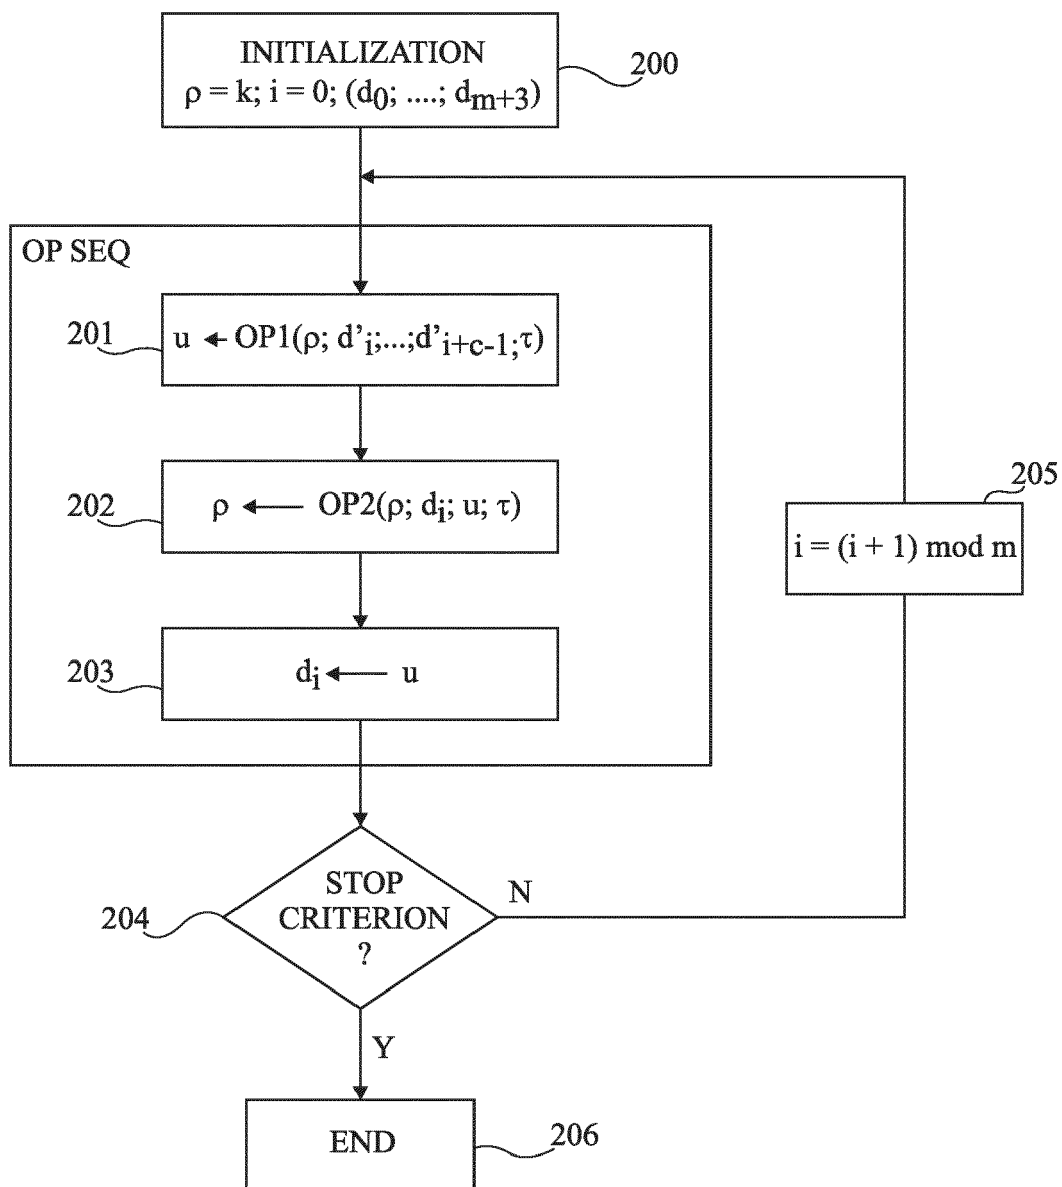 INITIALIZATION
ρ = k; i = 0; (d0; ....; dm+3)
200
OP SEQ
201
u ← OP1(ρ; d'i;...;d'i+c-1;τ)
202
ρ ← OP2(ρ; di; u; τ)
205
i = (i + 1) mod m
203
di ← u
204
STOP
CRITERION
?
N
Y
END
206